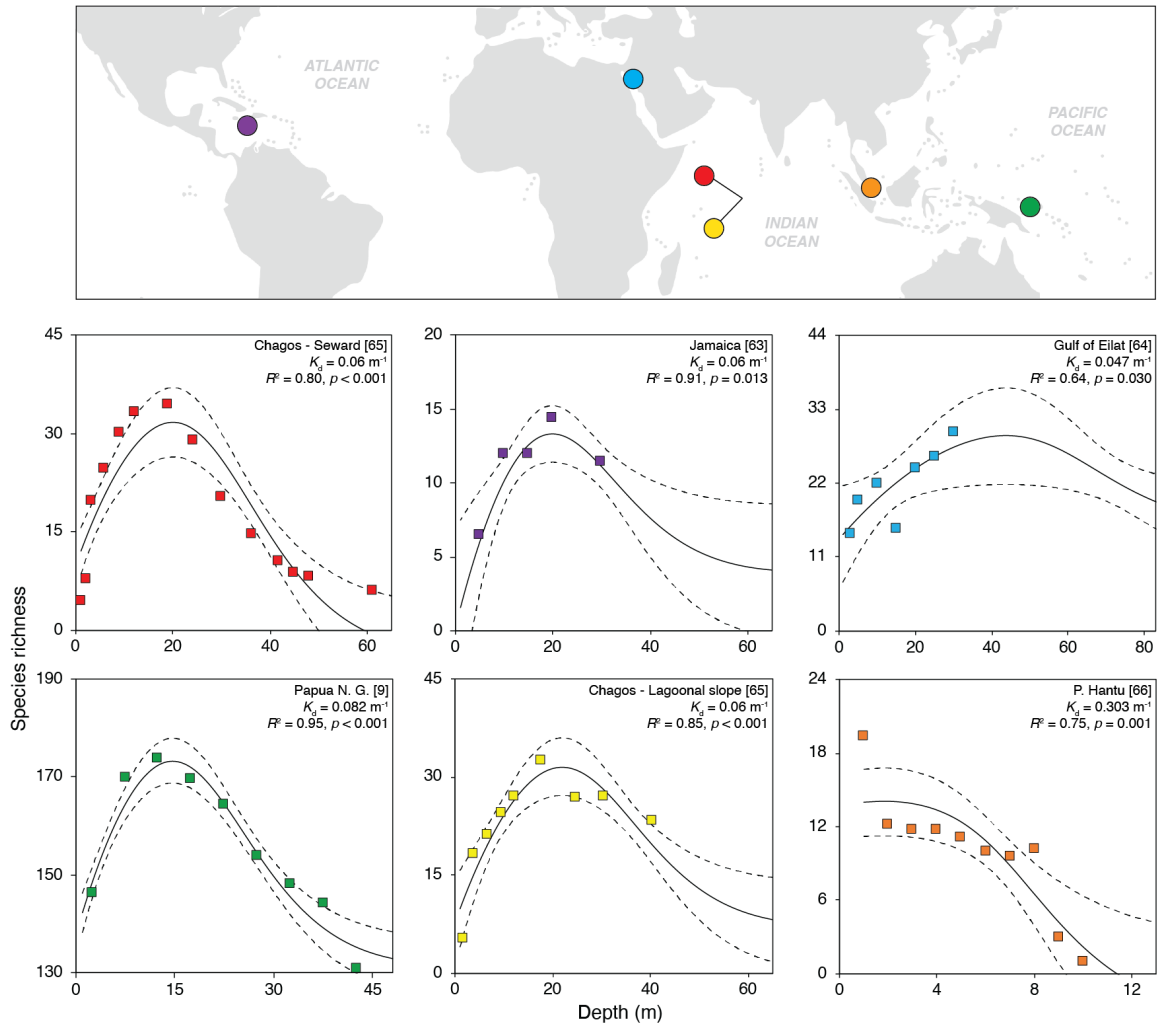 ATLANTIC
OCEAN
PACIFIC
OCEAN
INDIAN
OCEAN
Species richness
45
30
15
0
0
20
40
60
Chagos - Seward [65]
Kd = 0.06 m⁻¹
R² = 0.80, p < 0.001
20
15
10
5
0
0
20
40
60
Jamaica [63]
Kd = 0.06 m⁻¹
R² = 0.91, p = 0.013
44
33
22
11
0
0
20
40
60
80
Gulf of Eilat [64]
Kd = 0.047 m⁻¹
R² = 0.64, p = 0.030
190
170
150
130
0
15
30
45
Papua N. G. [9]
Kd = 0.082 m⁻¹
R² = 0.95, p < 0.001
45
30
15
0
0
20
40
60
Chagos - Lagoonal slope [65]
Kd = 0.06 m⁻¹
R² = 0.85, p < 0.001
24
18
12
6
0
0
4
8
12
P. Hantu [66]
Kd = 0.303 m⁻¹
R² = 0.75, p = 0.001
Depth (m)